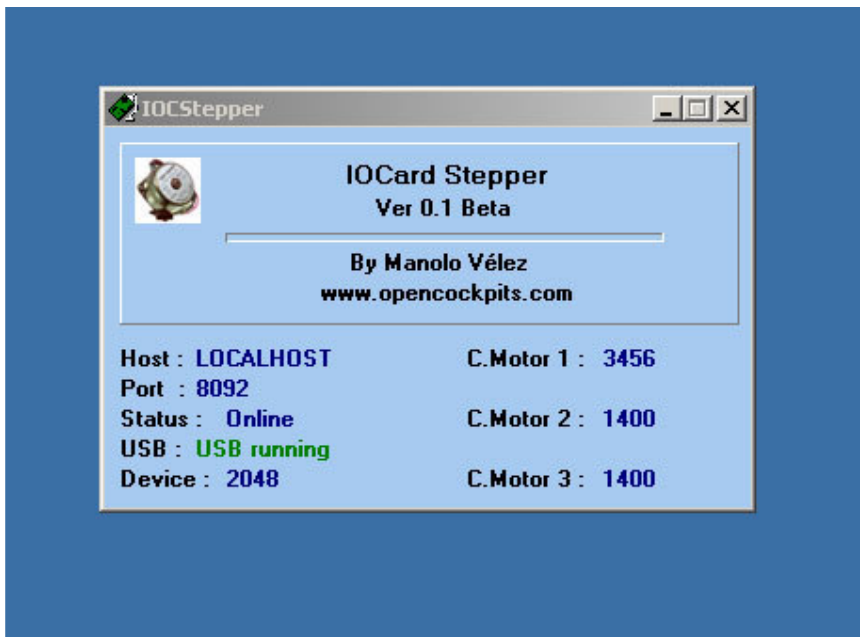 IOCStepper
IOCard Stepper
Ver 0.1 Beta
By Manolo Vélez
www.opencockpits.com
Host : LOCALHOST C.Motor 1 : 3456
Port : 8092
Status : Online C.Motor 2 : 1400
USB : USB running
Device : 2048 C.Motor 3 : 1400